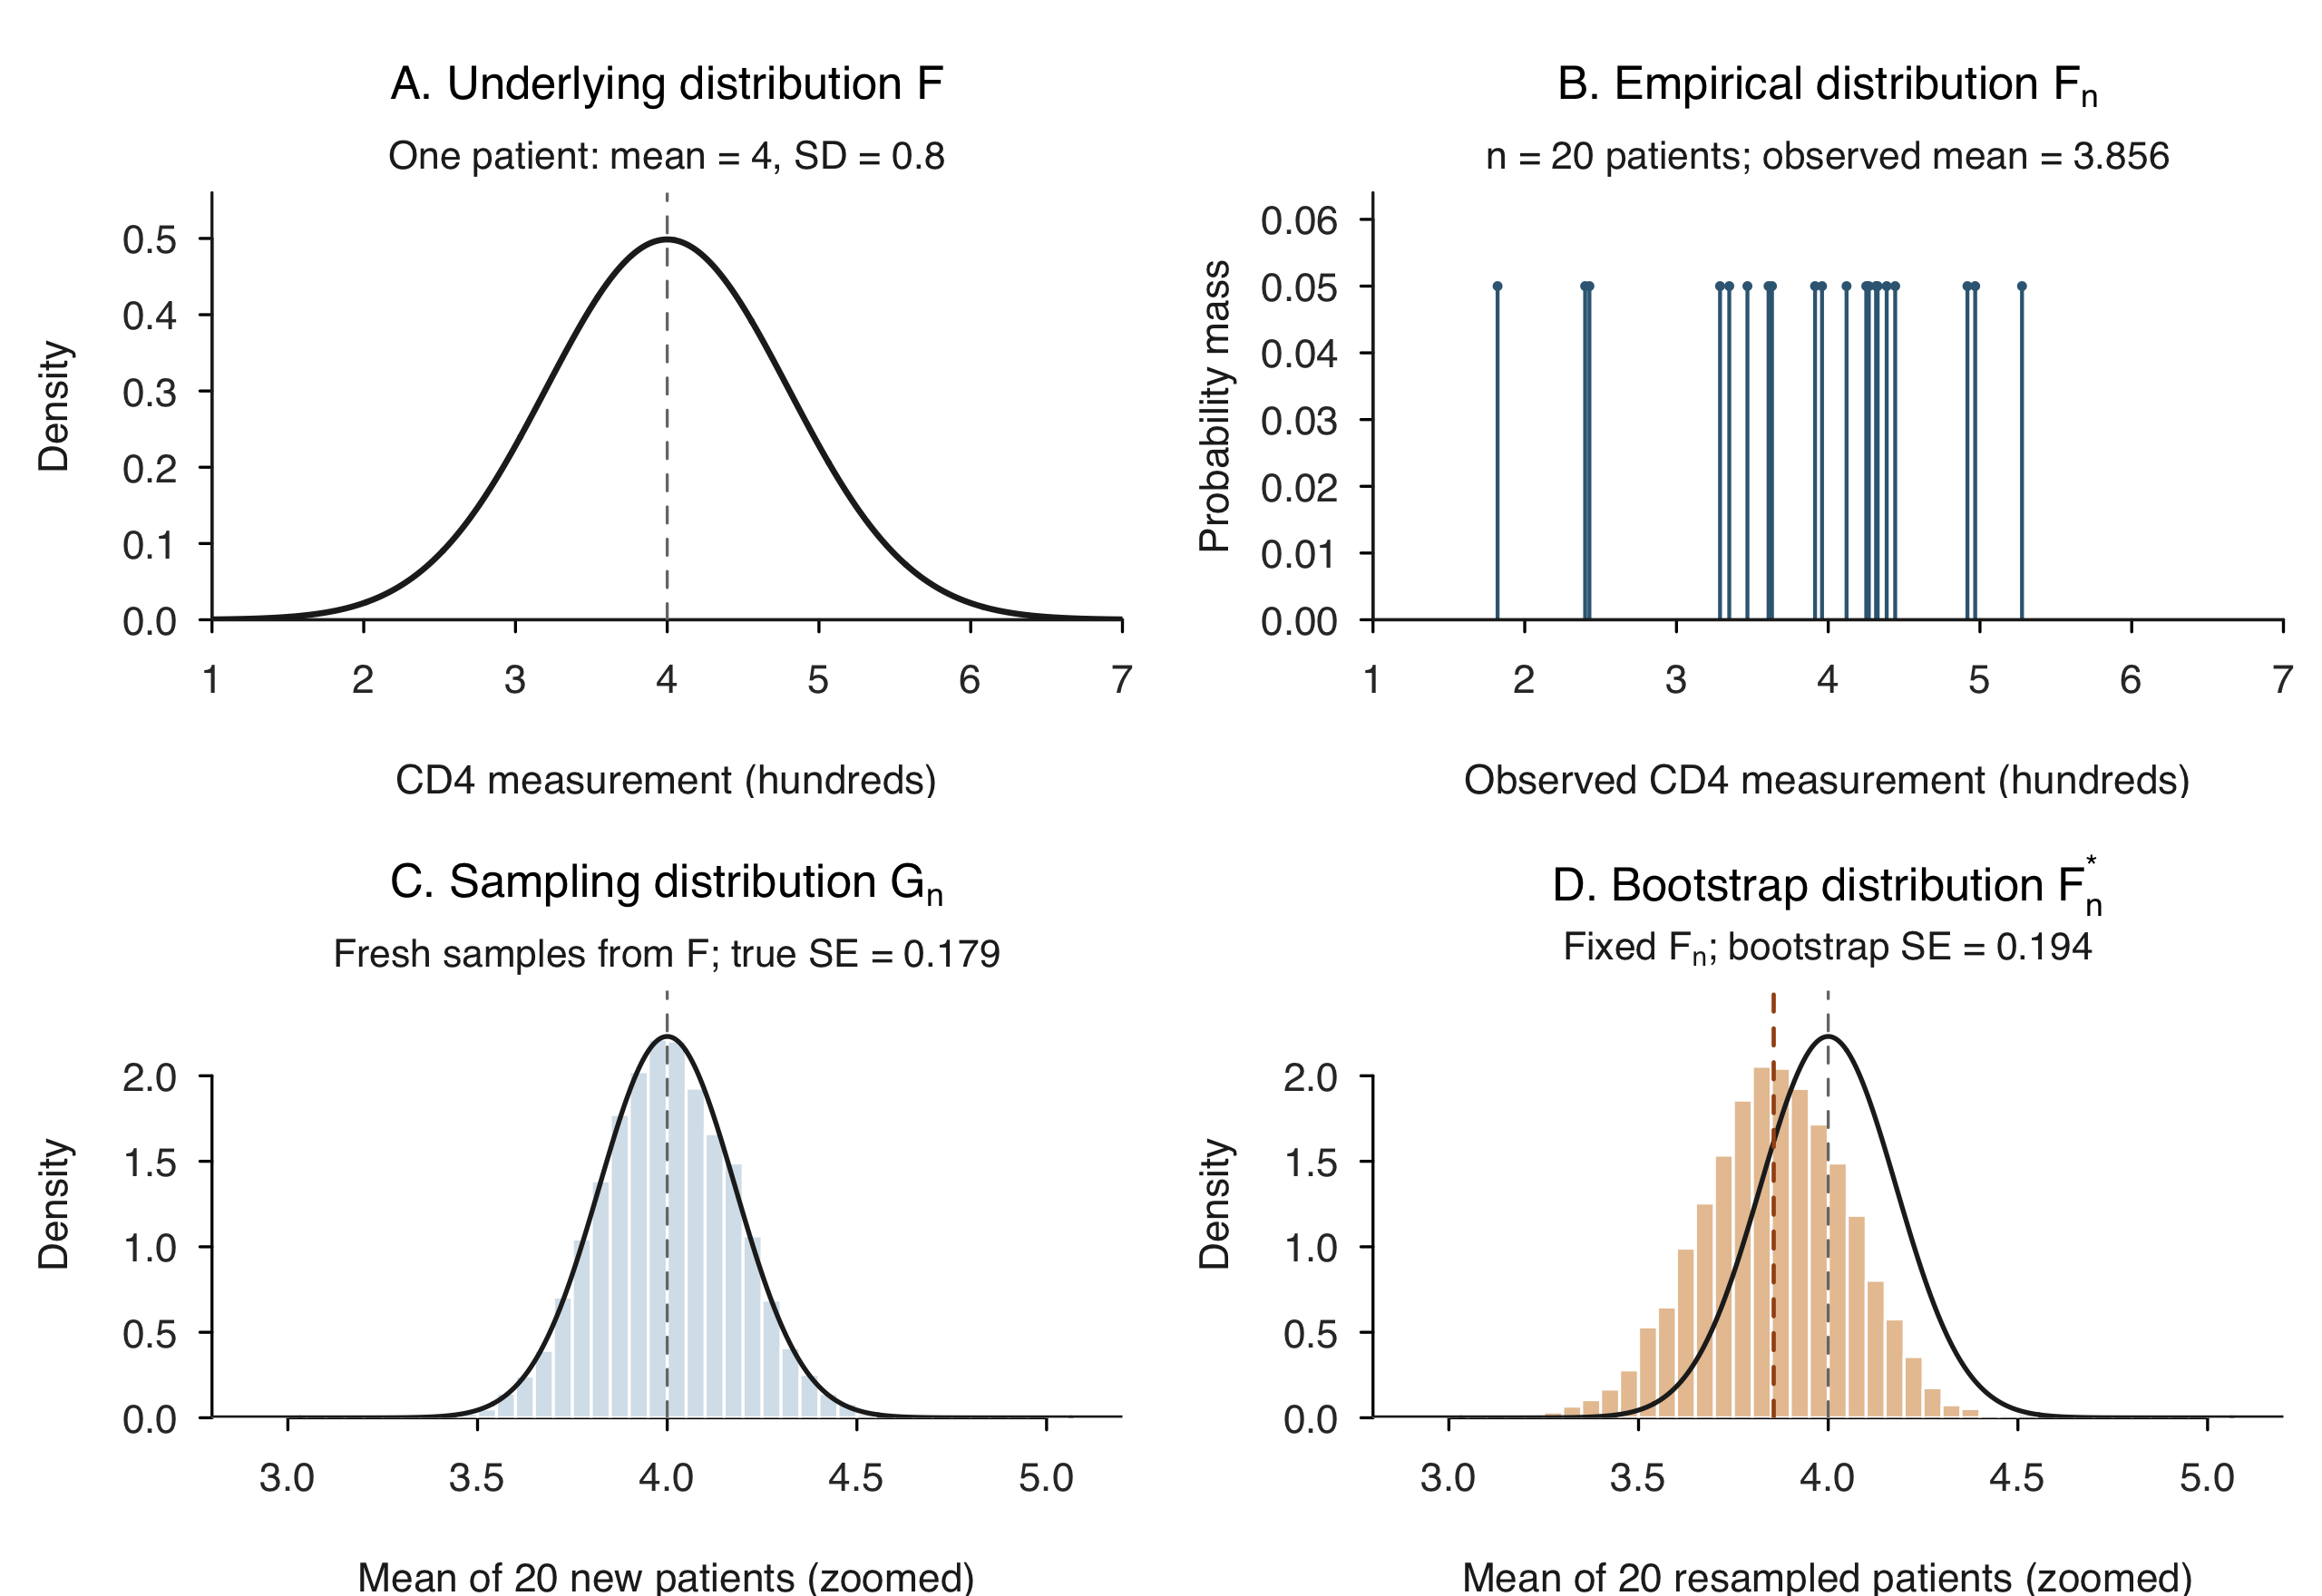 A. Underlying distribution F
One patient: mean = 4, SD = 0.8
Density
0.5
0.4
0.3
0.2
0.1
0.0
1 2 3 4 5 6 7
CD4 measurement (hundreds)
B. Empirical distribution Fn
n = 20 patients; observed mean = 3.856
Probability mass
0.06
0.05
0.04
0.03
0.02
0.01
0.00
1 2 3 4 5 6 7
Observed CD4 measurement (hundreds)
C. Sampling distribution Gn
Fresh samples from F; true SE = 0.179
Density
2.0
1.5
1.0
0.5
0.0
3.0 3.5 4.0 4.5 5.0
Mean of 20 new patients (zoomed)
D. Bootstrap distribution F*n
Fixed Fn; bootstrap SE = 0.194
Density
2.0
1.5
1.0
0.5
0.0
3.0 3.5 4.0 4.5 5.0
Mean of 20 resampled patients (zoomed)